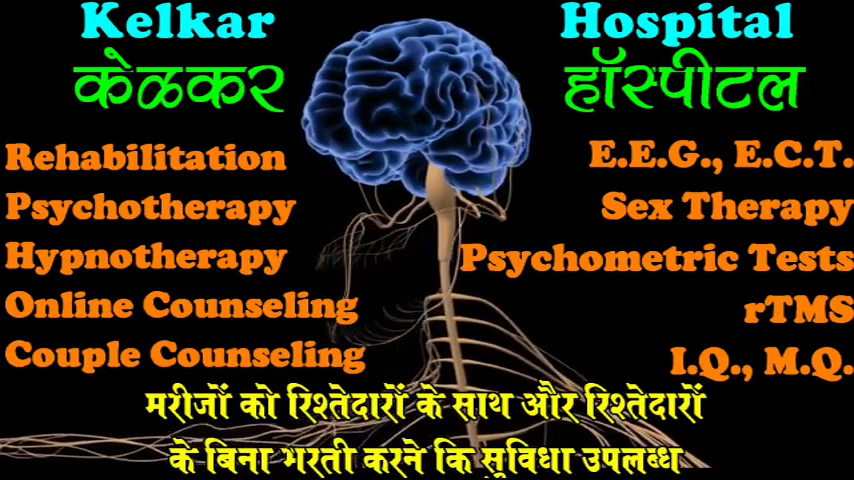 Kelkar Hospital
केळकर हॉस्पीटल
Rehabilitation
Psychotherapy
Hypnotherapy
Online Counseling
Couple Counseling
E.E.G., E.C.T.
Sex Therapy
Psychometric Tests
rTMS
I.Q., M.Q.
मरीजों को रिश्तेदारों के साथ और रिश्तेदारों
के बिना भरती करने कि सुविधा उपलब्ध